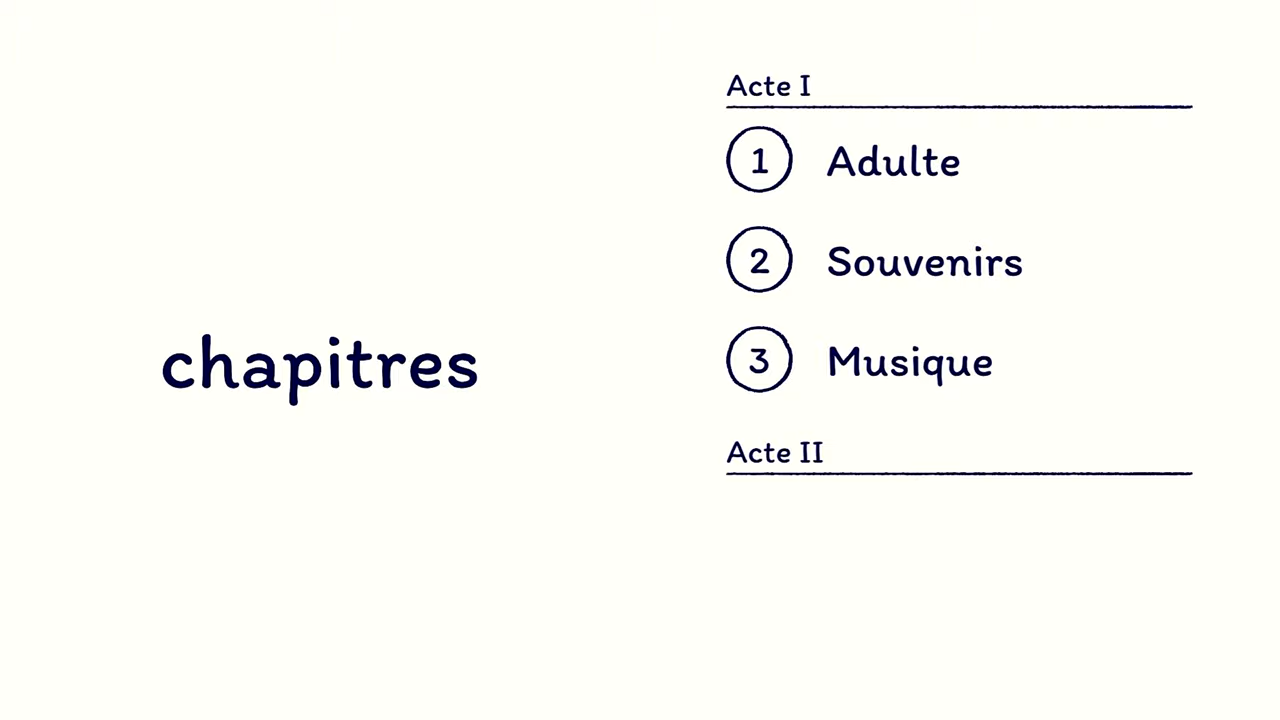 chapitres
Acte I
1 Adulte
2 Souvenirs
3 Musique
Acte II